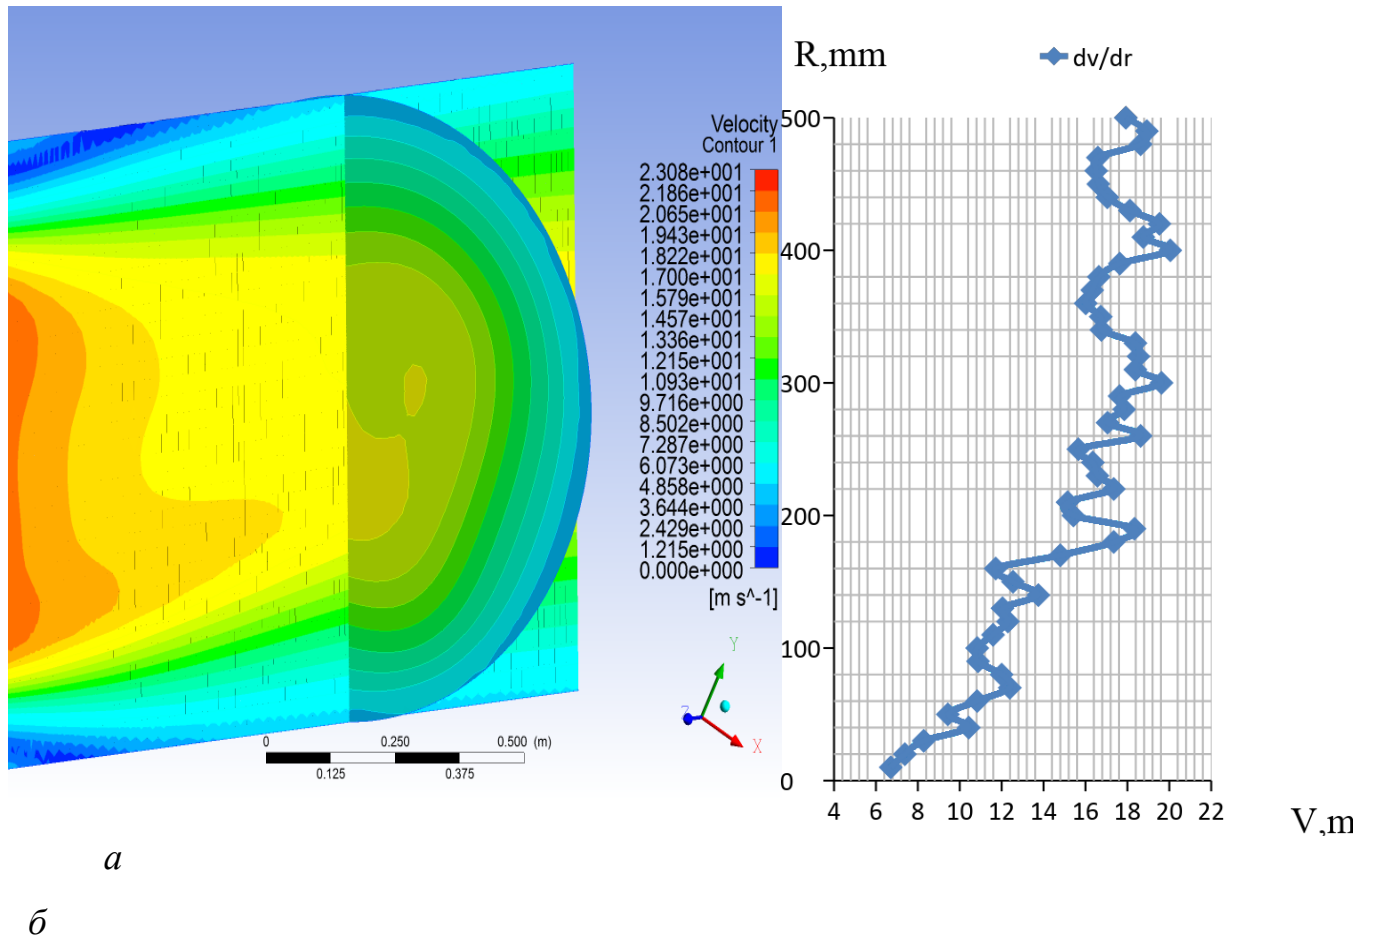 Velocity
Contour 1
2.308e+001
2.186e+001
2.065e+001
1.943e+001
1.822e+001
1.700e+001
1.579e+001
1.457e+001
1.336e+001
1.215e+001
1.093e+001
9.716e+000
8.502e+000
7.287e+000
6.073e+000
4.858e+000
3.644e+000
2.429e+000
1.215e+000
0.000e+000
[m s^-1]
Y
Z
X
0 0.250 0.500 (m)
0.125 0.375
R,mm
dv/dr
500
400
300
200
100
0
4 6 8 10 12 14 16 18 20 22
V,m
а
б